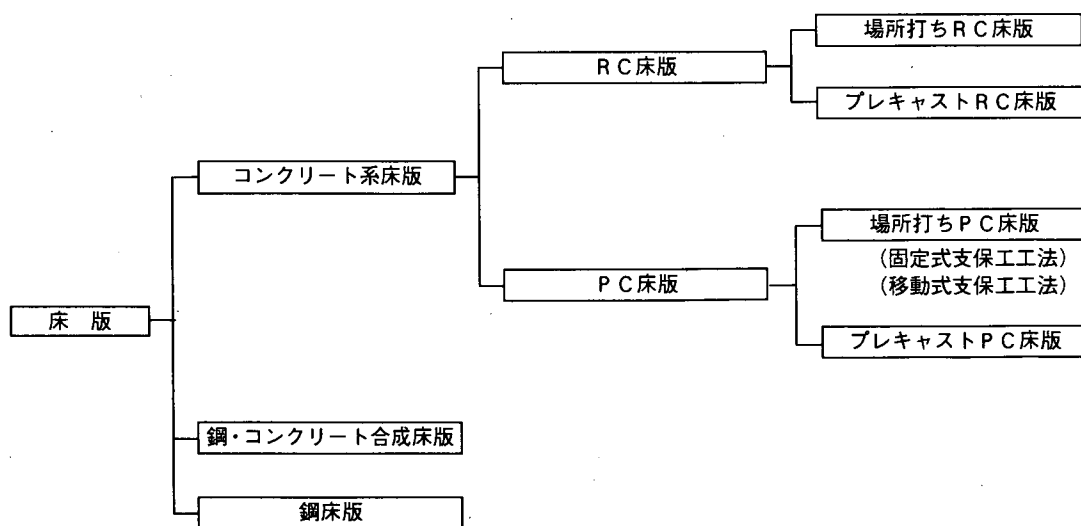 場所打ちRC床版
RC床版
プレキャストRC床版
コンクリート系床版
場所打ちPC床版
(固定式支保工工法)
(移動式支保工工法)
PC床版
床 版
プレキャストPC床版
鋼・コンクリート合成床版
鋼床版